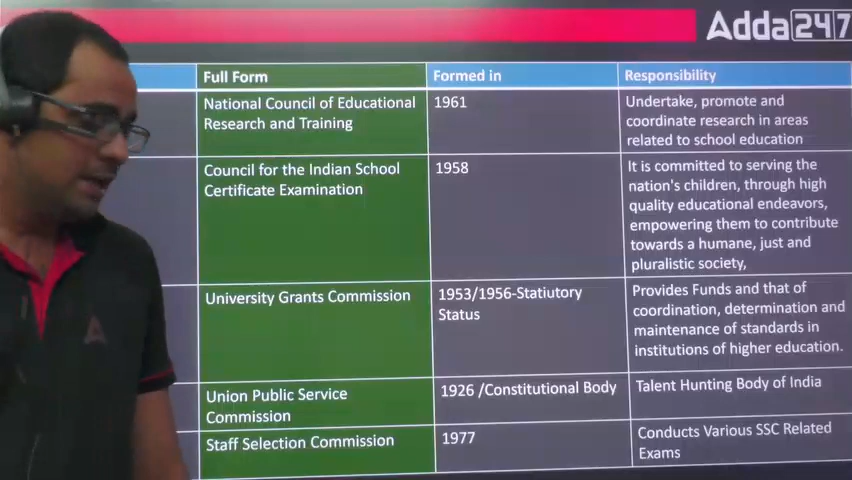 Adda247
Full Form
Formed in
Responsibility
National Council of Educational
Research and Training
1961
Undertake, promote and
coordinate research in areas
related to school education
Council for the Indian School
Certificate Examination
1958
It is committed to serving the
nation's children, through high
quality educational endeavors,
empowering them to contribute
towards a humane, just and
pluralistic society,
University Grants Commission
1953/1956-Statiutory
Status
Provides Funds and that of
coordination, determination and
maintenance of standards in
institutions of higher education.
Union Public Service
Commission
1926 /Constitutional Body
Talent Hunting Body of India
Staff Selection Commission
1977
Conducts Various SSC Related
Exams